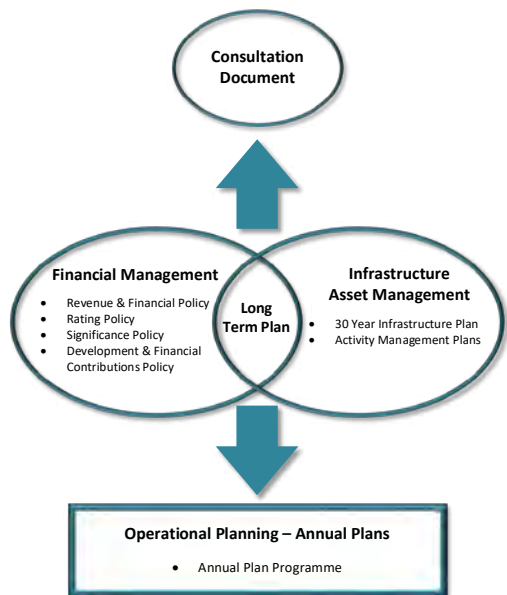 Consultation
Document
Financial Management
• Revenue & Financial Policy
• Rating Policy
• Significance Policy
• Development & Financial
Contributions Policy
Long
Term Plan
Infrastructure
Asset Management
• 30 Year Infrastructure Plan
• Activity Management Plans
Operational Planning – Annual Plans
• Annual Plan Programme